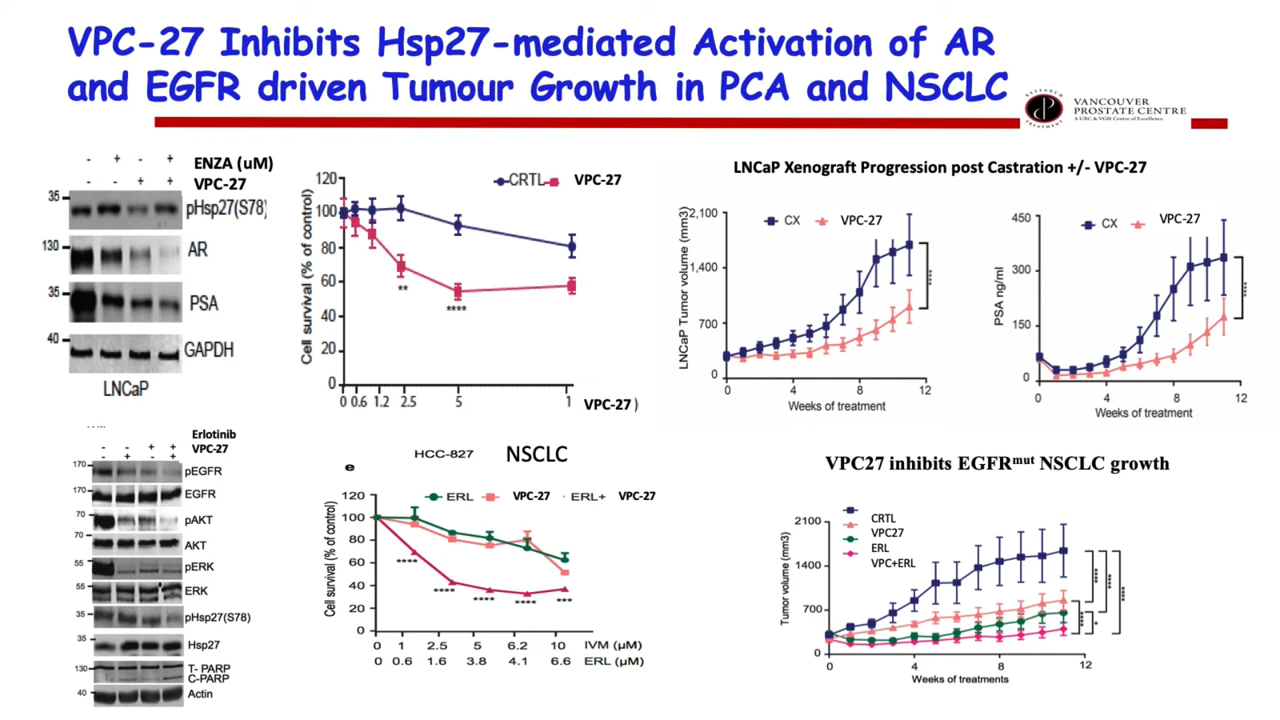 VPC-27 Inhibits Hsp27-mediated Activation of AR
and EGFR driven Tumour Growth in PCA and NSCLC
RESEARCH
TREATMENT
VANCOUVER
PROSTATE CENTRE
A UBC & VGH Centre of Excellence
- + - + ENZA (uM)
- - + + VPC-27
35 pHsp27(S78)
130 AR
35 PSA
40 GAPDH
LNCaP
CRTL VPC-27
Cell survival (% of control)
120
100
80
60
40
20
0
**
****
0 0.6 1.2 2.5 5 1 VPC-27 )
LNCaP Xenograft Progression post Castration +/- VPC-27
CX VPC-27
LNCaP Tumor volume (mm3)
2,100
1,400
700
0
****
0 4 8 12
Weeks of treatment
CX VPC-27
PSA ng/ml
450
300
150
0
****
0 4 8 12
Weeks of treatment
Erlotinib
- - + + VPC-27
- + - +
170 pEGFR
170 EGFR
70 pAKT
70 AKT
55 pERK
55 ERK
35 pHsp27(S78)
35 Hsp27
130 T- PARP
C-PARP
40 Actin
HCC-827 NSCLC
e
ERL VPC-27 ERL+ VPC-27
Cell survival (% of control)
120
100
80
60
40
20
0
**** **** **** **** ***
0 1 2.5 5 6.2 10 IVM (µM)
0 0.6 1.6 3.8 4.1 6.6 ERL (µM)
VPC27 inhibits EGFRmut NSCLC growth
CRTL
VPC27
ERL
VPC+ERL
Tumor volume (mm3)
2100
1400
700
0
**** **** **** **** *
0 4 8 12
Weeks of treatments